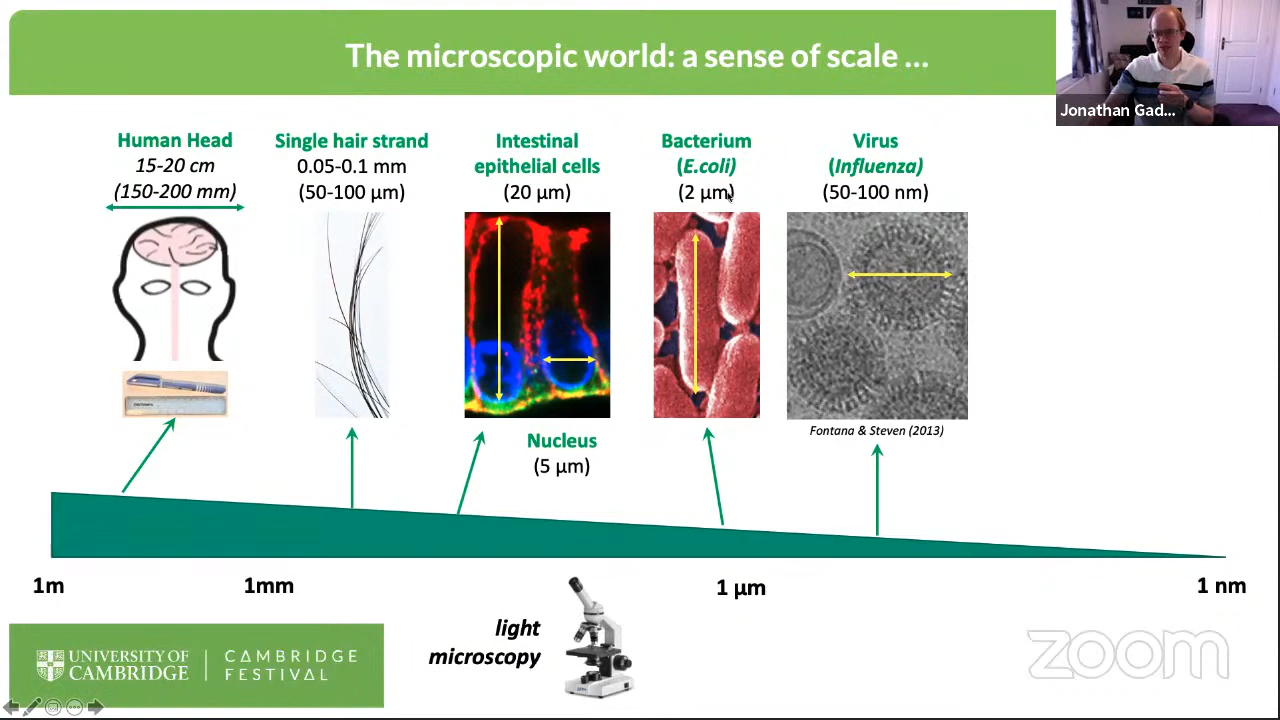 The microscopic world: a sense of scale ...
Jonathan Gad...
Human Head
15-20 cm
(150-200 mm)
Single hair strand
0.05-0.1 mm
(50-100 µm)
Intestinal
epithelial cells
(20 µm)
Bacterium
(E.coli)
(2 µm)
Virus
(Influenza)
(50-100 nm)
Fontana & Steven (2013)
Nucleus
(5 µm)
1m
1mm
1 µm
1 nm
light
microscopy
UNIVERSITY OF
CAMBRIDGE
CAMBRIDGE
FESTIVAL
zoom